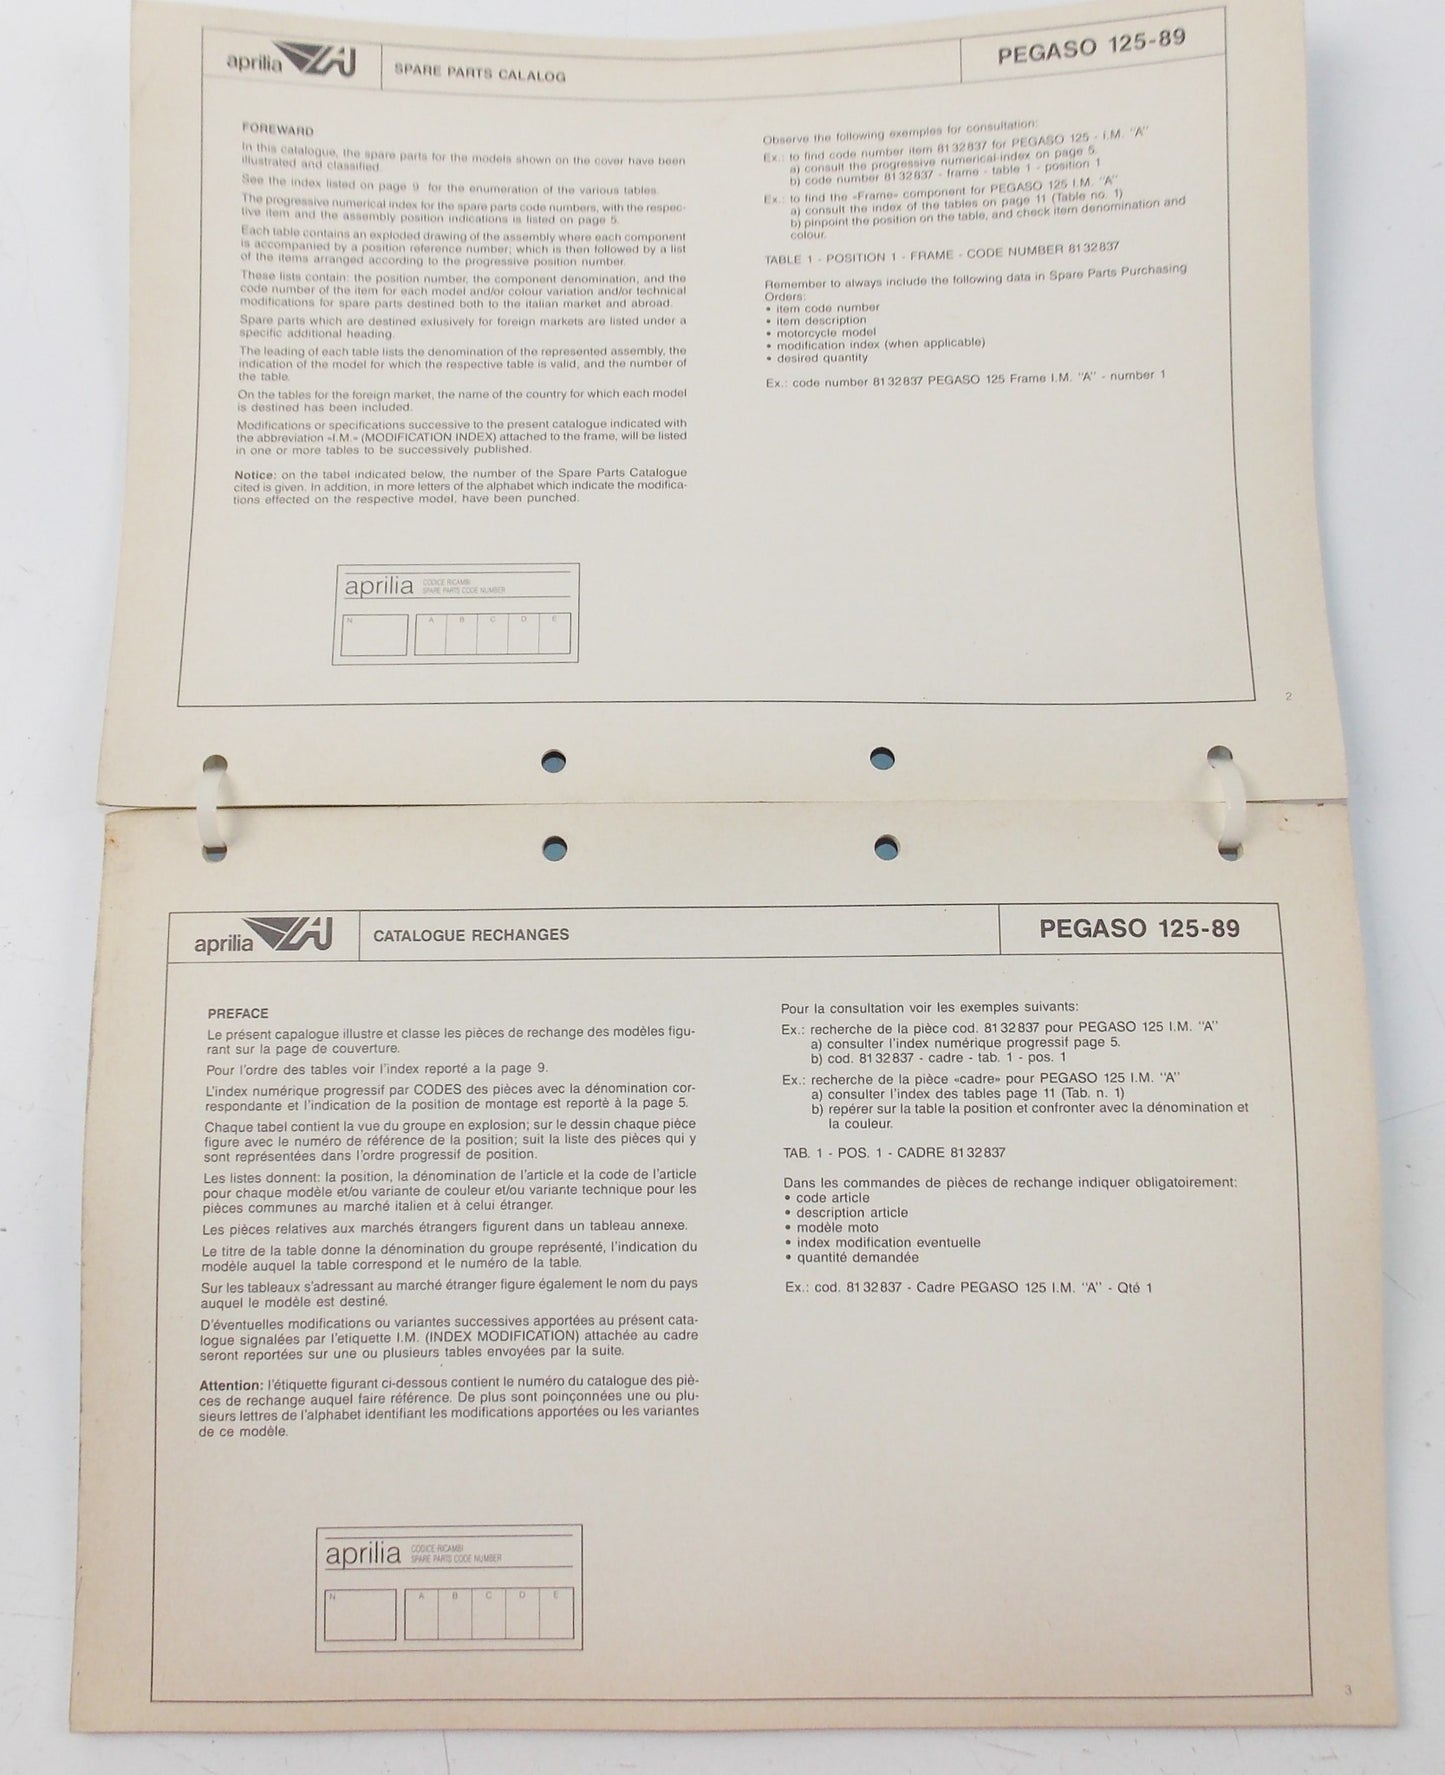 aprilia
SPARE PARTS CALALOG
PEGASO 125-89
FOREWARD
In this catalogue, the spare parts for the models shown on the cover have been
illustrated and classified.
See the index listed on page 9 for the enumeration of the various tables.
The progressive numerical index for the spare parts code numbers, with the respec-
tive item and the assembly position indications is listed on page 5.
Each table contains an exploded drawing of the assembly where each component
is accompanied by a position reference number, which is then followed by a list
of the items arranged according to the progressive position number.
These lists contain: the position number, the component denomination, and the
code number of the item for each model and/or colour variation and/or technical
modifications for spare parts destined both to the italian market and abroad.
Spare parts which are destined exlusively for foreign markets are listed under a
specific additional heading.
The leading of each table lists the denomination of the represented assembly, the
indication of the model for which the respective table is valid, and the number of
the table.
On the tables for the foreign market, the name of the country for which each model
is destined has been included.
Modifications or specifications successive to the present catalogue indicated with
the abbreviation «I.M.» (MODIFICATION INDEX) attached to the frame, will be listed
in one or more tables to be successively published.
Notice: on the tabel indicated below, the number of the Spare Parts Catalogue
cited is given. In addition, in more letters of the alphabet which indicate the modifica-
tions effected on the respective model, have been punched.
aprilia
CODICE RICAMBI
SPARE PARTS CODE NUMBER
N A B C D E
Observe the following exemples for consultation:
Ex.: to find code number item 8132837 for PEGASO 125 - I.M. "A"
a) consult the progressive numerical index on page 5.
b) code number 8132837 - frame - table 1 - position 1
Ex.: to find the «Frame» component for PEGASO 125 I.M. "A"
a) consult the index of the tables on page 11 (Table no. 1)
b) pinpoint the position on the table, and check item denomination and
colour.
TABLE 1 - POSITION 1 - FRAME - CODE NUMBER 8132837
Remember to always include the following data in Spare Parts Purchasing
Orders:
• item code number
• item description
• motorcycle model
• modification index (when applicable)
• desired quantity
Ex.: code number 8132837 PEGASO 125 Frame I.M. "A" - number 1
2
aprilia
CATALOGUE RECHANGES
PEGASO 125-89
PREFACE
Le présent capalogue illustre et classe les pièces de rechange des modèles figu-
rant sur la page de couverture.
Pour l'ordre des tables voir l'index reporté a la page 9.
L'index numérique progressif par CODES des pièces avec la dénomination cor-
respondante et l'indication de la position de montage est reportè à la page 5.
Chaque tabel contient la vue du groupe en explosion; sur le dessin chaque pièce
figure avec le numéro de référence de la position; suit la liste des pièces qui y
sont représentées dans l'ordre progressif de position.
Les listes donnent: la position, la dénomination de l'article et la code de l'article
pour chaque modèle et/ou variante de couleur et/ou variante technique pour les
pièces communes au marché italien et à celui étranger.
Les pièces relatives aux marchés étrangers figurent dans un tableau annexe.
Le titre de la table donne la dénomination du groupe représenté, l'indication du
modèle auquel la table correspond et le numéro de la table.
Sur les tableaux s'adressant au marché étranger figure également le nom du pays
auquel le modèle est destiné.
D'éventuelles modifications ou variantes successives apportées au présent cata-
logue signalées par l'etiquette I.M. (INDEX MODIFICATION) attachée au cadre
seront reportées sur une ou plusieurs tables envoyées par la suite.
Attention: l'étiquette figurant ci-dessous contient le numéro du catalogue des piè-
ces de rechange auquel faire référence. De plus sont poinçonnées une ou plu-
sieurs lettres de l'alphabet identifiant les modifications apportées ou les variantes
de ce modèle.
aprilia
CODICE RICAMBI
SPARE PARTS CODE NUMBER
N A B C D E
Pour la consultation voir les exemples suivants:
Ex.: recherche de la pièce cod. 8132837 pour PEGASO 125 I.M. "A"
a) consulter l'index numérique progressif page 5.
b) cod. 8132837 - cadre - tab. 1 - pos. 1
Ex.: recherche de la pièce «cadre» pour PEGASO 125 I.M. "A"
a) consulter l'index des tables page 11 (Tab. n. 1)
b) repérer sur la table la position et confronter avec la dénomination et
la couleur.
TAB. 1 - POS. 1 - CADRE 8132837
Dans les commandes de pièces de rechange indiquer obligatoirement:
• code article
• description article
• modèle moto
• index modification eventuelle
• quantité demandée
Ex.: cod. 8132837 - Cadre PEGASO 125 I.M. "A" - Qté 1
3